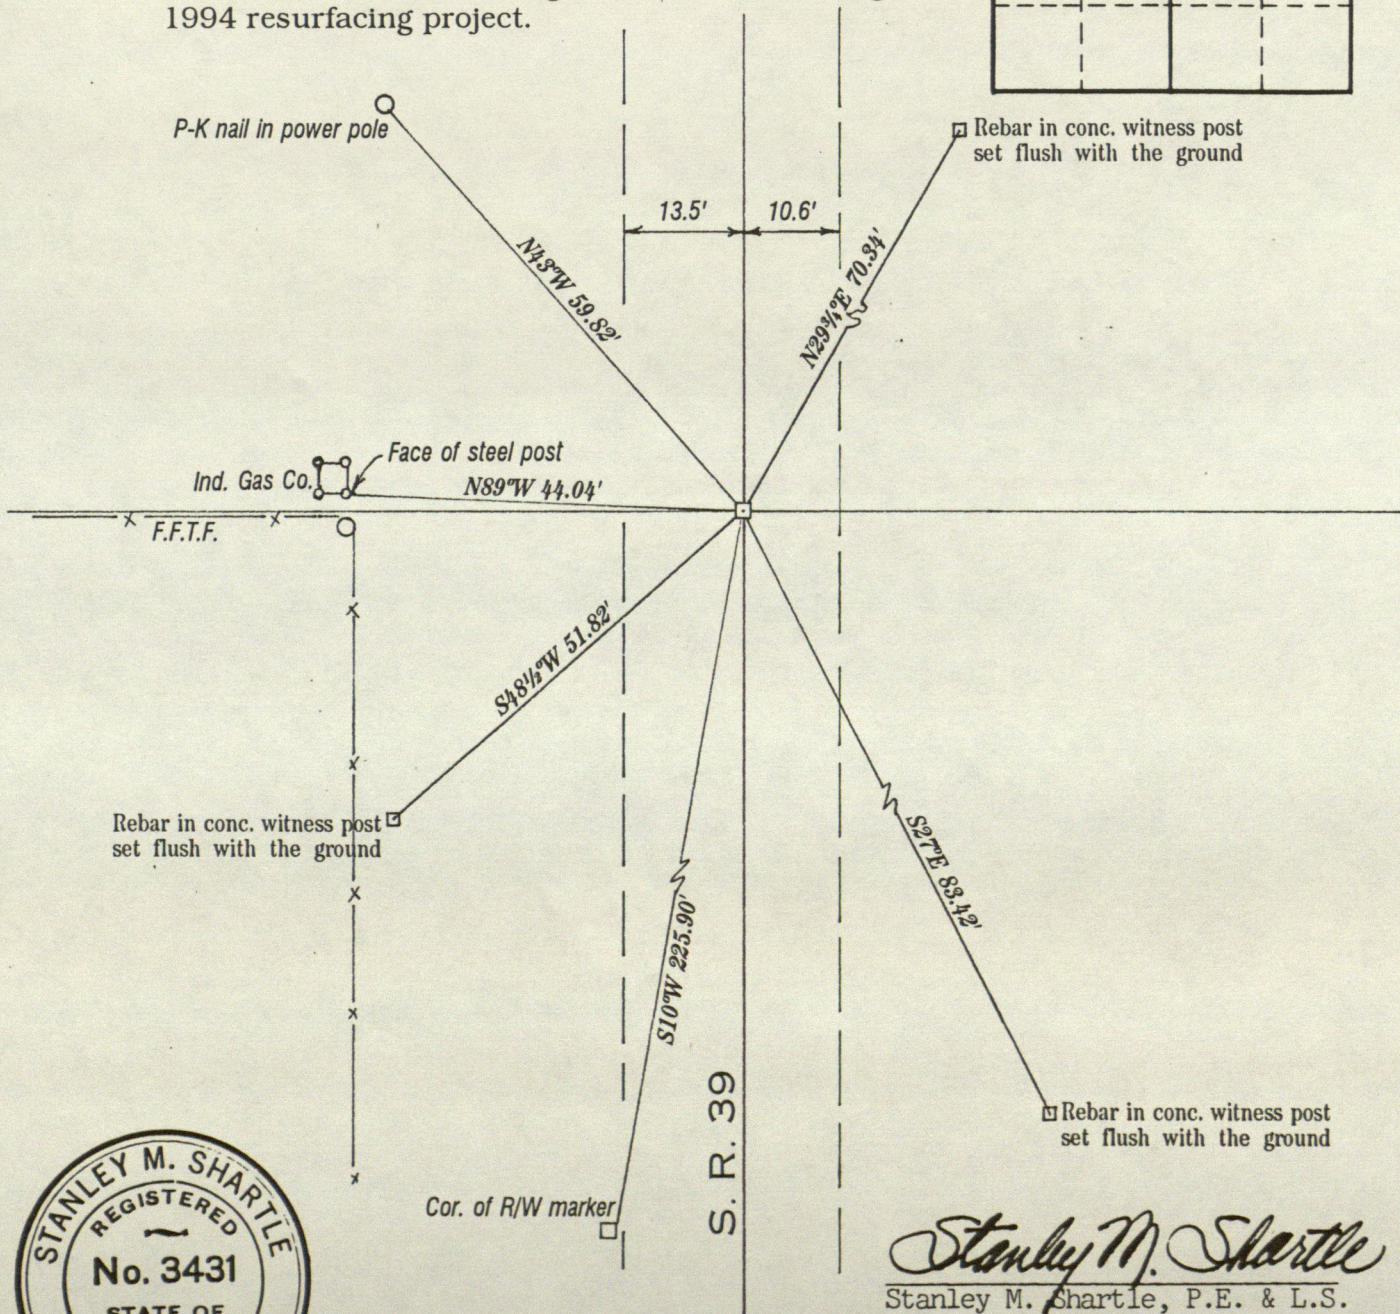 1994 resurfacing project.
P-K nail in power pole
Rebar in conc. witness post
set flush with the ground
13.5'
10.6'
N43°W 59.82'
N29¾°E 70.34'
Face of steel post
Ind. Gas Co.
N89°W 44.04'
F.F.T.F.
S48½°W 51.82'
Rebar in conc. witness post
set flush with the ground
S27°E 83.42'
S10°W 225.90'
S. R. 39
Rebar in conc. witness post
set flush with the ground
Cor. of R/W marker
STANLEY M. SHARTLE
REGISTERED
No. 3431
STATE OF
Stanley M. Shartle
Stanley M. Shartle, P.E. & L.S.